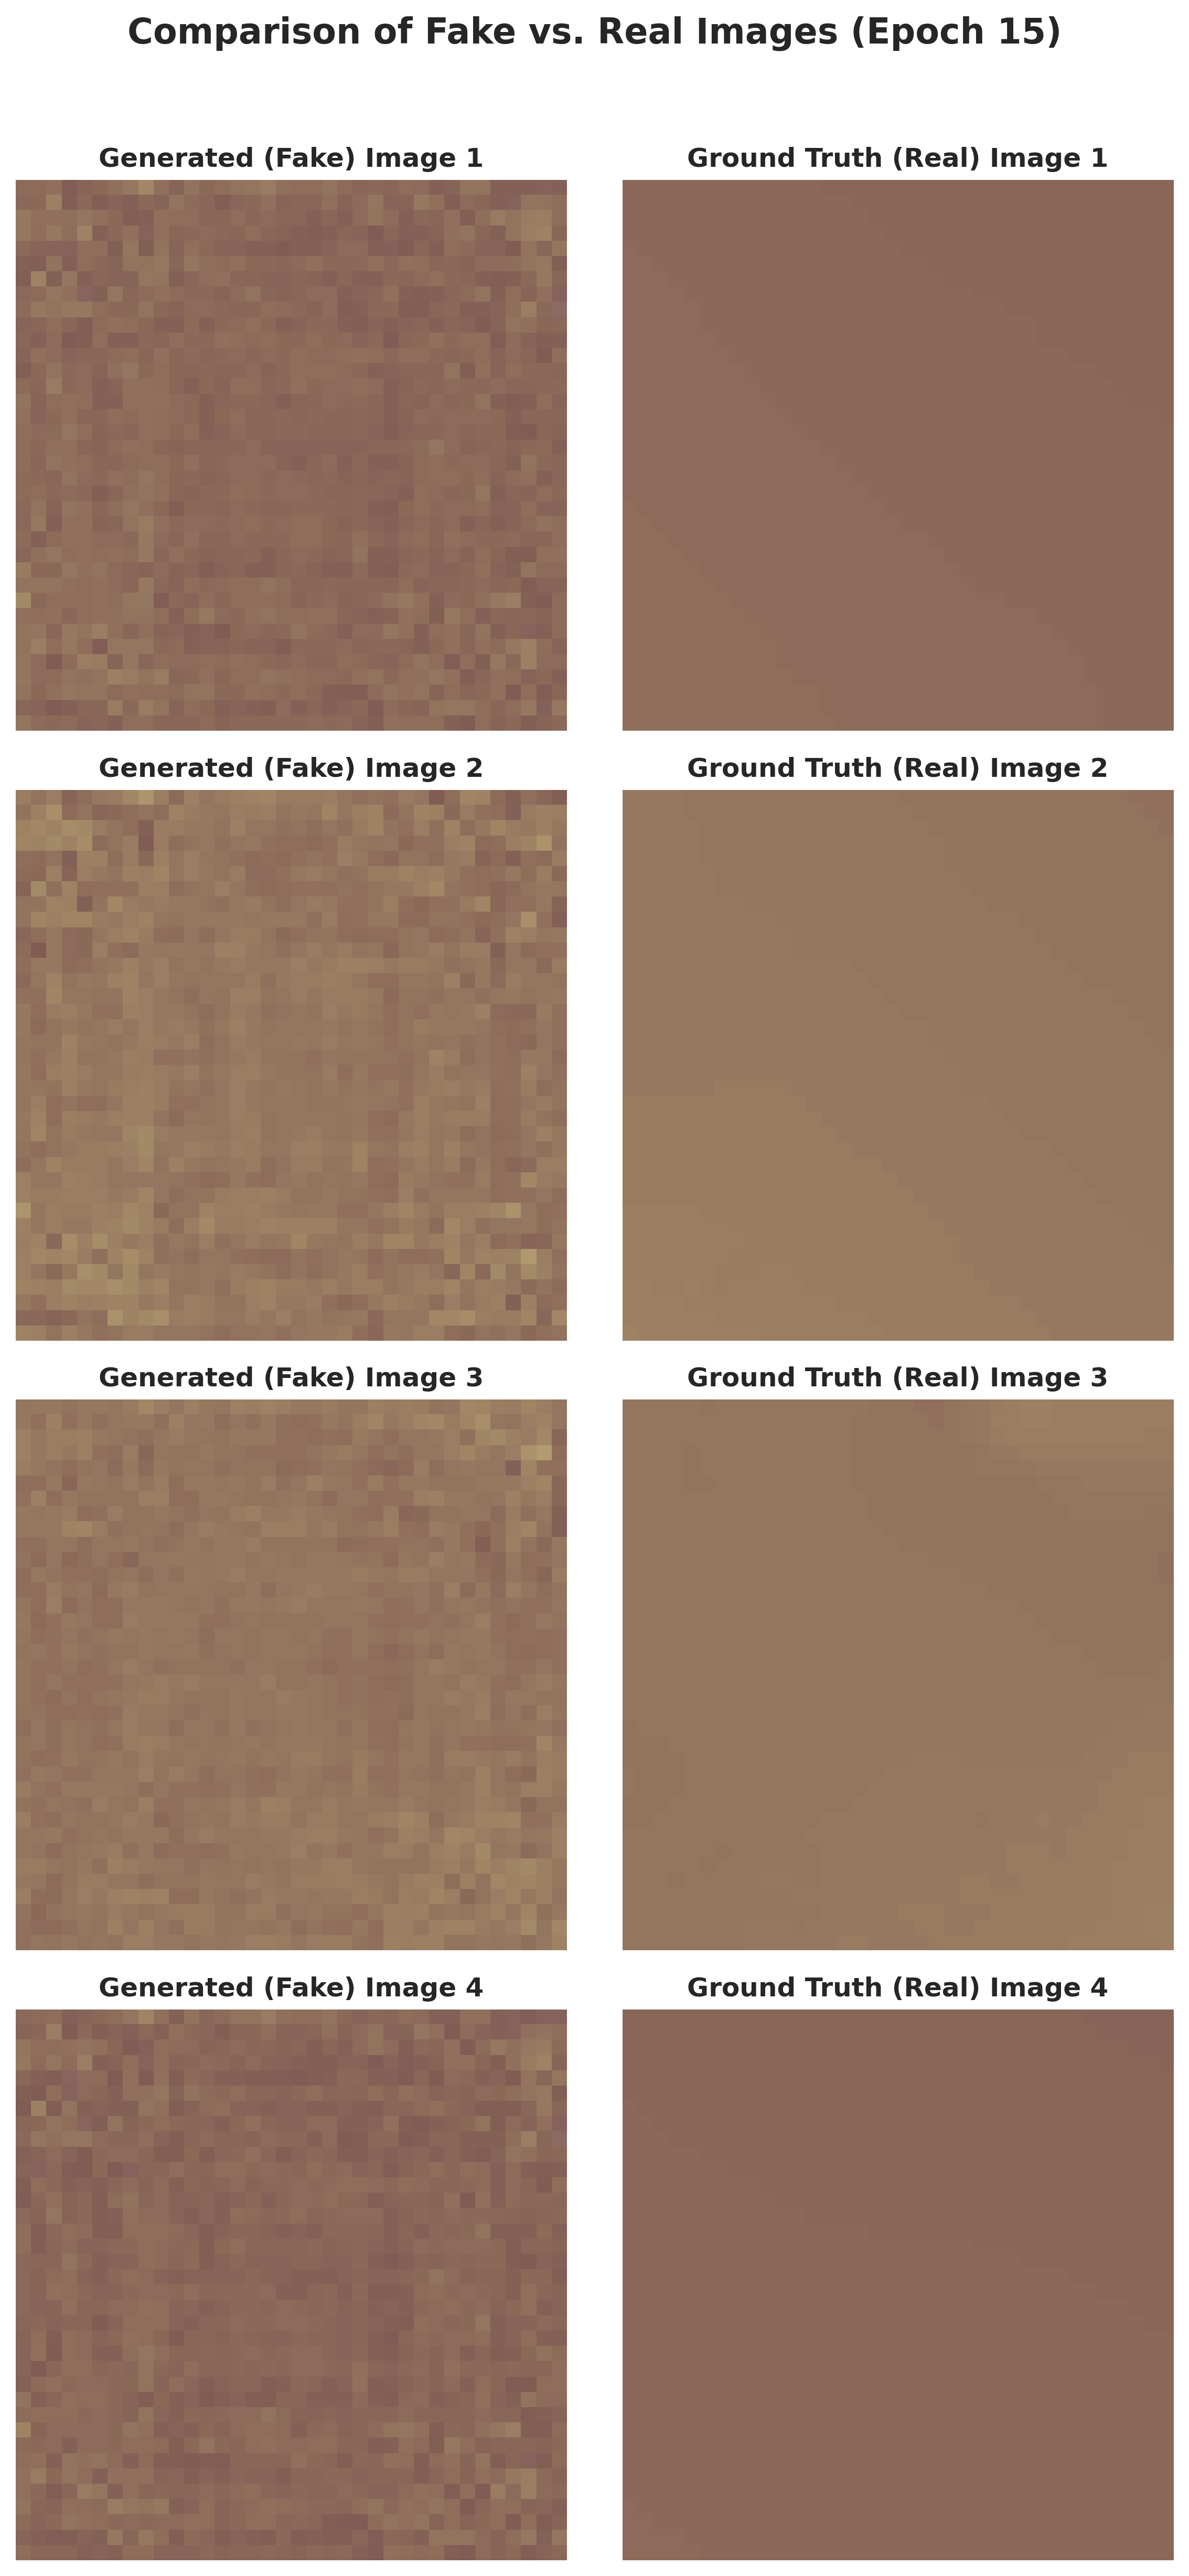 Comparison of Fake vs. Real Images (Epoch 15)
Generated (Fake) Image 1
Ground Truth (Real) Image 1
Generated (Fake) Image 2
Ground Truth (Real) Image 2
Generated (Fake) Image 3
Ground Truth (Real) Image 3
Generated (Fake) Image 4
Ground Truth (Real) Image 4